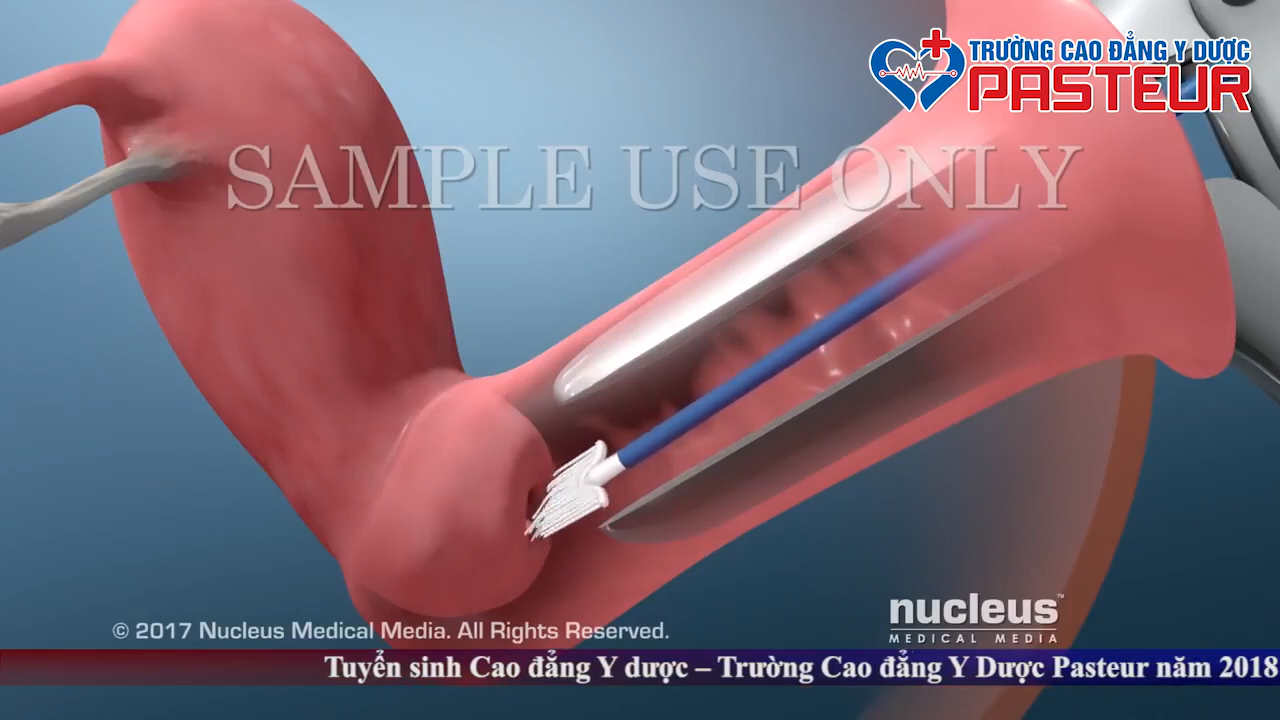 TRƯỜNG CAO ĐẲNG Y DƯỢC
PASTEUR
SAMPLE USE ONLY
nucleus™
MEDICAL MEDIA
© 2017 Nucleus Medical Media. All Rights Reserved.
Tuyển sinh Cao đẳng Y dược – Trường Cao đẳng Y Dược Pasteur năm 2018